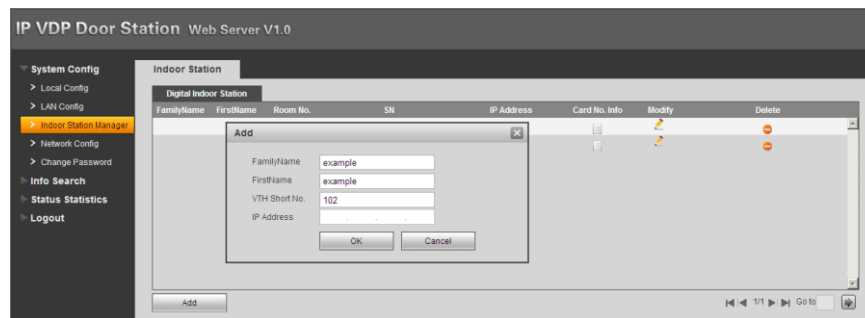 IP VDP Door Station Web Server V1.0
System Config
Local Config
LAN Config
Indoor Station Manager
Network Config
Change Password
Info Search
Status Statistics
Logout
Indoor Station
Digital Indoor Station
FamilyName FirstName Room No. SN IP Address Card No. Info Modify Delete
Add
FamilyName example
FirstName example
VTH Short No. 102
IP Address . . .
OK Cancel
Add 1/1 Go to